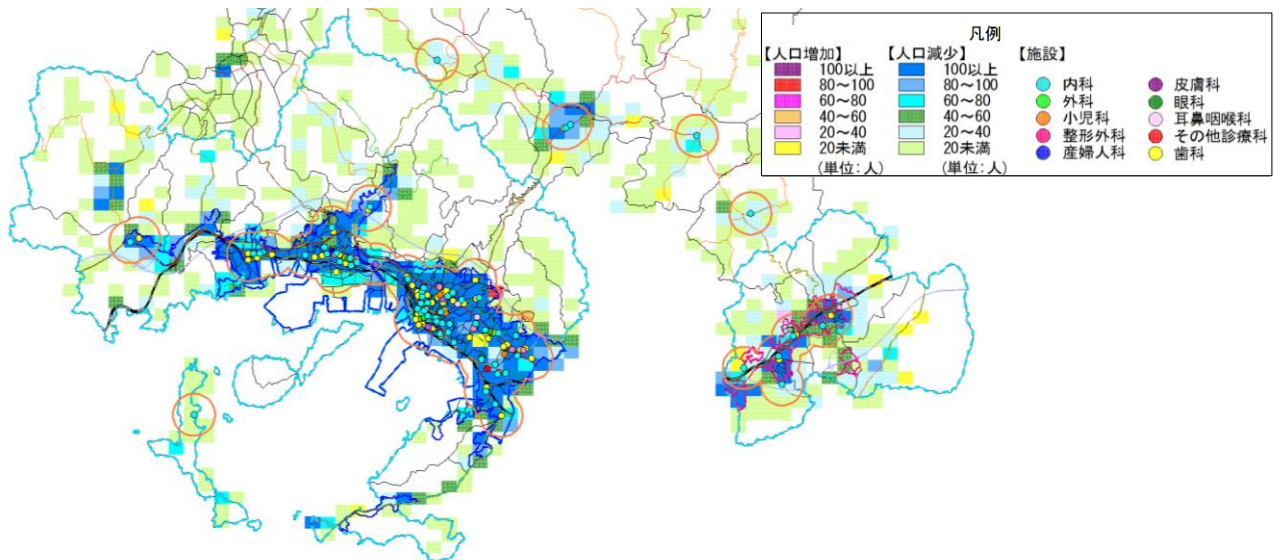 凡例
【人口増加】 【人口減少】 【施設】
100以上 100以上
80～100 80～100 内科 皮膚科
60～80 60～80 外科 眼科
40～60 40～60 小児科 耳鼻咽喉科
20～40 20～40 整形外科 その他診療科
20未満 20未満 産婦人科 歯科
(単位：人) (単位：人)